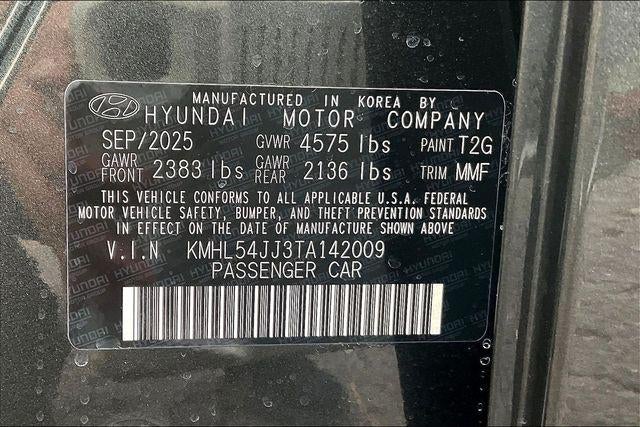 MANUFACTURED IN KOREA BY
HYUNDAI MOTOR COMPANY
SEP/2025 GVWR 4575 lbs PAINT T2G
GAWR FRONT 2383 lbs GAWR REAR 2136 lbs TRIM MMF
THIS VEHICLE CONFORMS TO ALL APPLICABLE U.S.A. FEDERAL
MOTOR VEHICLE SAFETY, BUMPER, AND THEFT PREVENTION STANDARDS
IN EFFECT ON THE DATE OF MANUFACTURE SHOWN ABOVE
V.I.N KMHL54JJ3TA142009
PASSENGER CAR